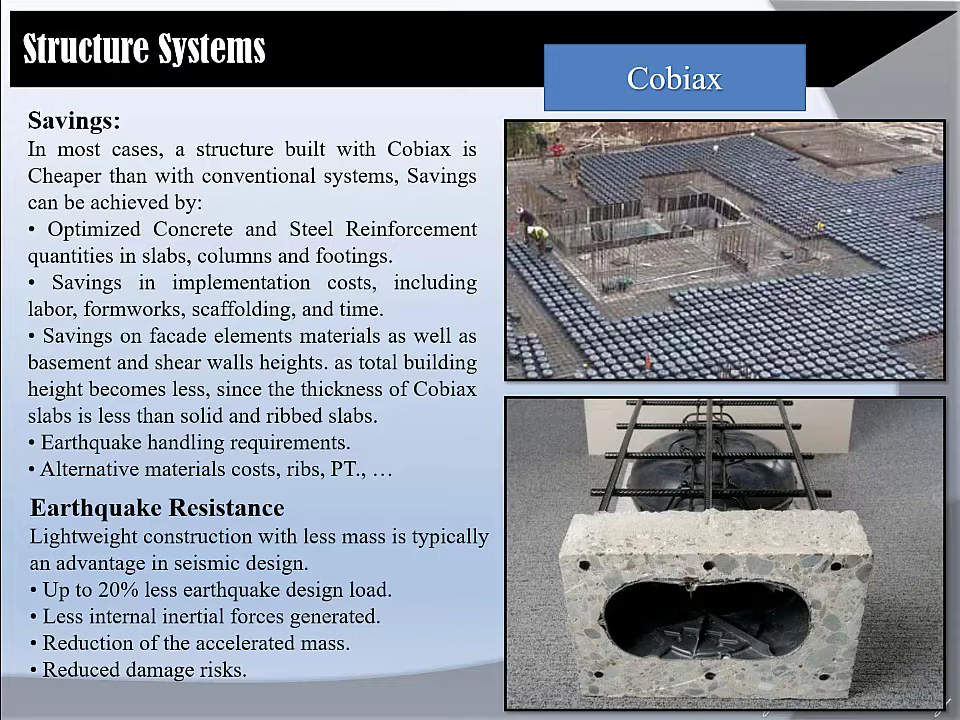 Structure Systems
Cobiax
Savings:
In most cases, a structure built with Cobiax is
Cheaper than with conventional systems, Savings
can be achieved by:
• Optimized Concrete and Steel Reinforcement
quantities in slabs, columns and footings.
• Savings in implementation costs, including
labor, formworks, scaffolding, and time.
• Savings on facade elements materials as well as
basement and shear walls heights. as total building
height becomes less, since the thickness of Cobiax
slabs is less than solid and ribbed slabs.
• Earthquake handling requirements.
• Alternative materials costs, ribs, PT., …
Earthquake Resistance
Lightweight construction with less mass is typically
an advantage in seismic design.
• Up to 20% less earthquake design load.
• Less internal inertial forces generated.
• Reduction of the accelerated mass.
• Reduced damage risks.